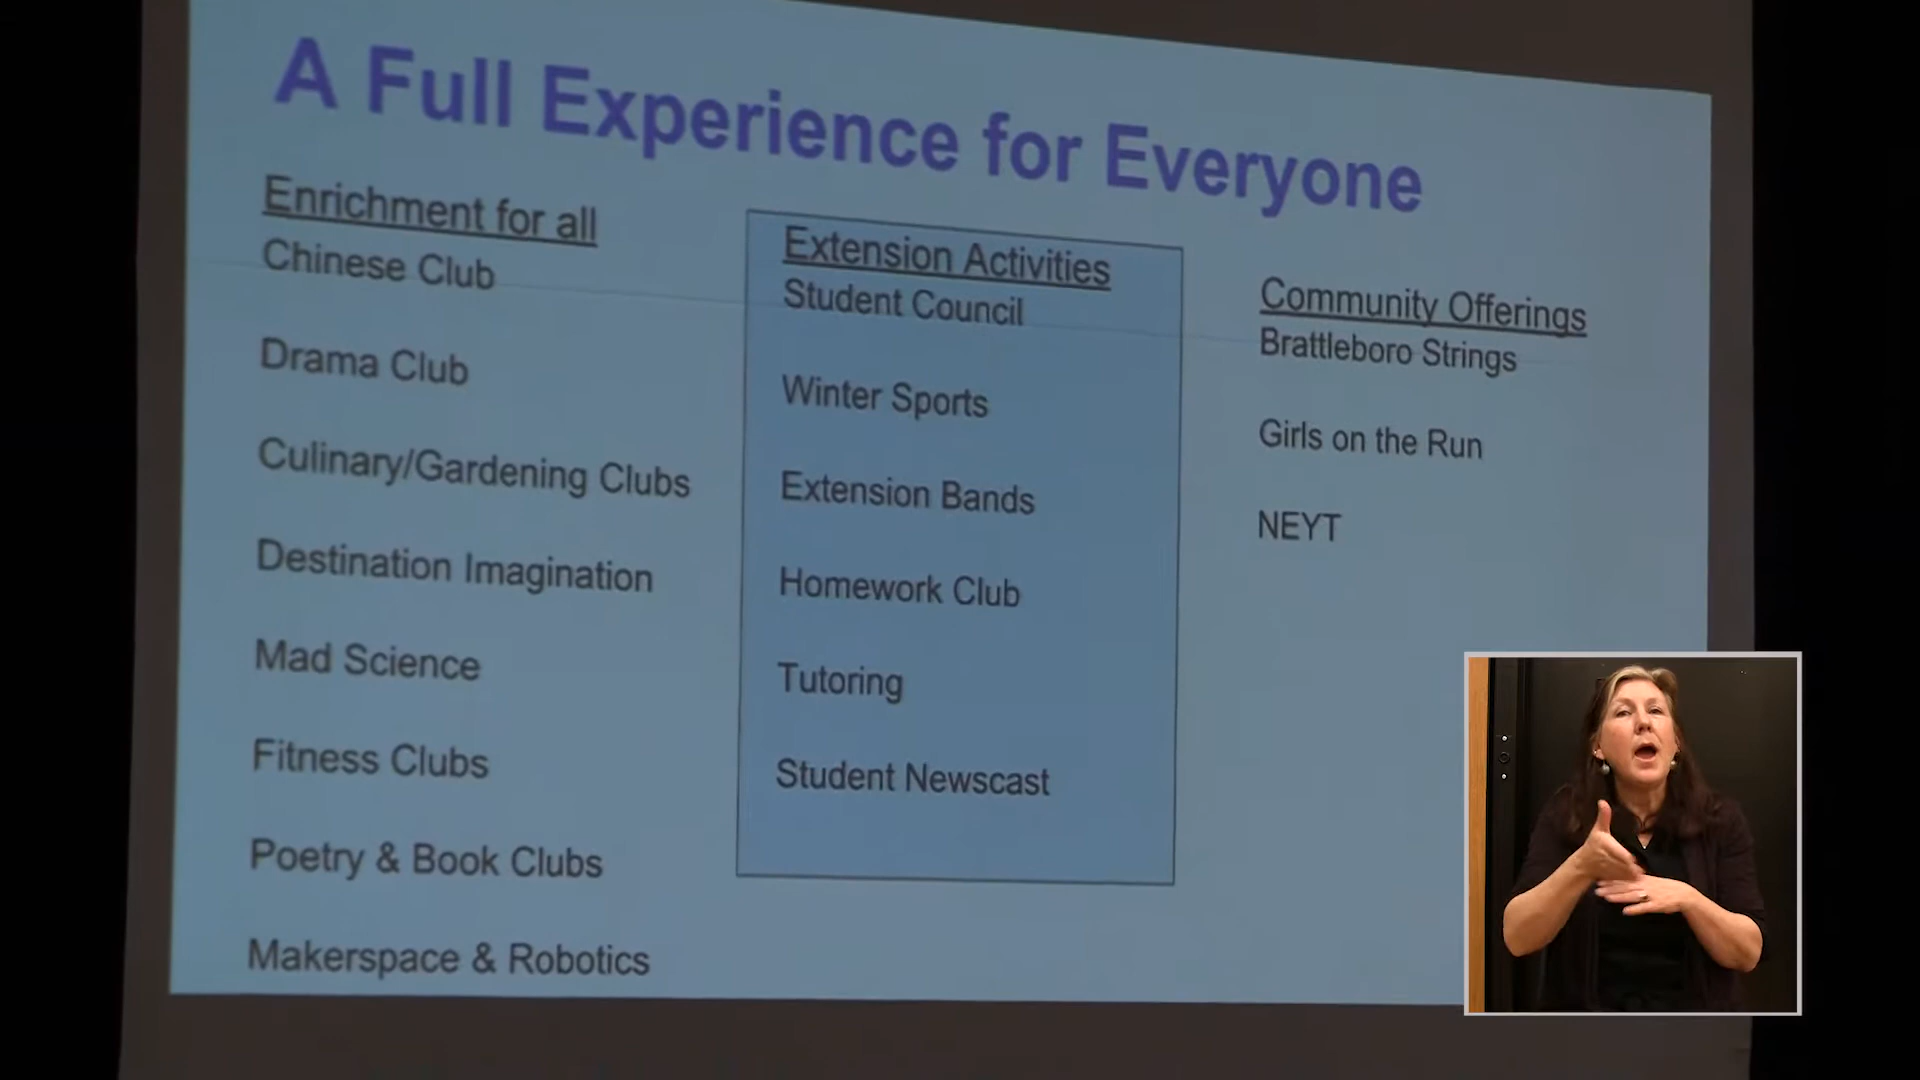 A Full Experience for Everyone
Enrichment for all
Chinese Club
Drama Club
Culinary/Gardening Clubs
Destination Imagination
Mad Science
Fitness Clubs
Poetry & Book Clubs
Makerspace & Robotics
Extension Activities
Student Council
Winter Sports
Extension Bands
Homework Club
Tutoring
Student Newscast
Community Offerings
Brattleboro Strings
Girls on the Run
NEYT